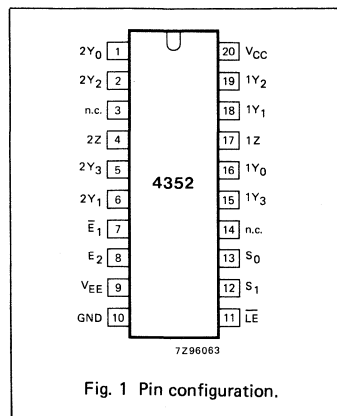 2Y0 1 20 VCC
2Y2 2 19 1Y2
n.c. 3 18 1Y1
2Z 4 17 1Z
2Y3 5 4352 16 1Y0
2Y1 6 15 1Y3
E̅1 7 14 n.c.
E2 8 13 S0
VEE 9 12 S1
GND 10 11 L̅E̅
7Z96063
Fig. 1 Pin configuration.